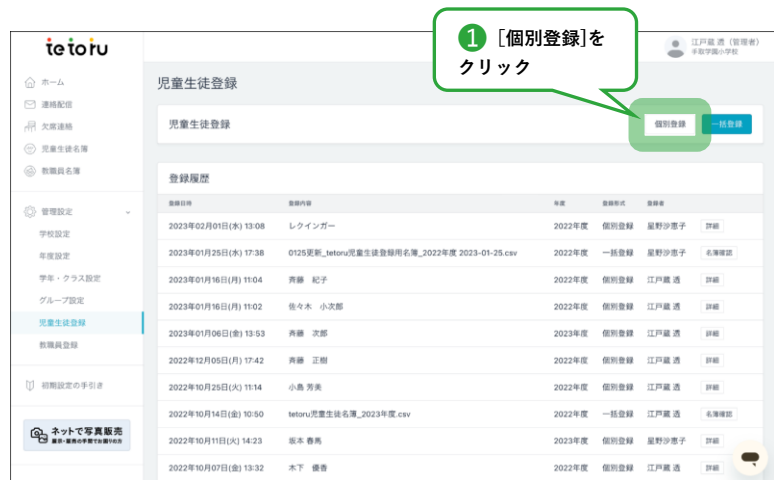 tetoru
❶ [個別登録]を
クリック
江戸蔵 透 (管理者)
手取学園小学校
ホーム
連絡配信
欠席連絡
児童生徒名簿
教職員名簿
管理設定
学校設定
年度設定
学年・クラス設定
グループ設定
児童生徒登録
教職員登録
初期設定の手引き
ネットで写真販売
展示・販売の手間でお困りの方
児童生徒登録
児童生徒登録
個別登録
一括登録
登録履歴
登録日時 登録内容 年度 登録形式 登録者
2023年02月01日(水) 13:08 レクインガー 2022年度 個別登録 星野沙恵子 詳細
2023年01月25日(水) 17:38 0125更新_tetoru児童生徒登録用名簿_2022年度 2023-01-25.csv 2022年度 一括登録 星野沙恵子 名簿確認
2023年01月16日(月) 11:04 斉藤 紀子 2022年度 個別登録 江戸蔵 透 詳細
2023年01月16日(月) 11:02 佐々木 小次郎 2022年度 個別登録 江戸蔵 透 詳細
2023年01月06日(金) 13:53 斉藤 次郎 2023年度 個別登録 江戸蔵 透 詳細
2022年12月05日(月) 17:42 斉藤 正樹 2022年度 個別登録 江戸蔵 透 詳細
2022年10月25日(火) 11:14 小島 芳美 2022年度 個別登録 江戸蔵 透 詳細
2022年10月14日(金) 10:50 tetoru児童生徒名簿_2023年度.csv 2022年度 一括登録 江戸蔵 透 名簿確認
2022年10月11日(火) 14:23 坂本 春馬 2023年度 個別登録 星野沙恵子 詳細
2022年10月07日(金) 13:32 木下 優香 2022年度 個別登録 江戸蔵 透 詳細